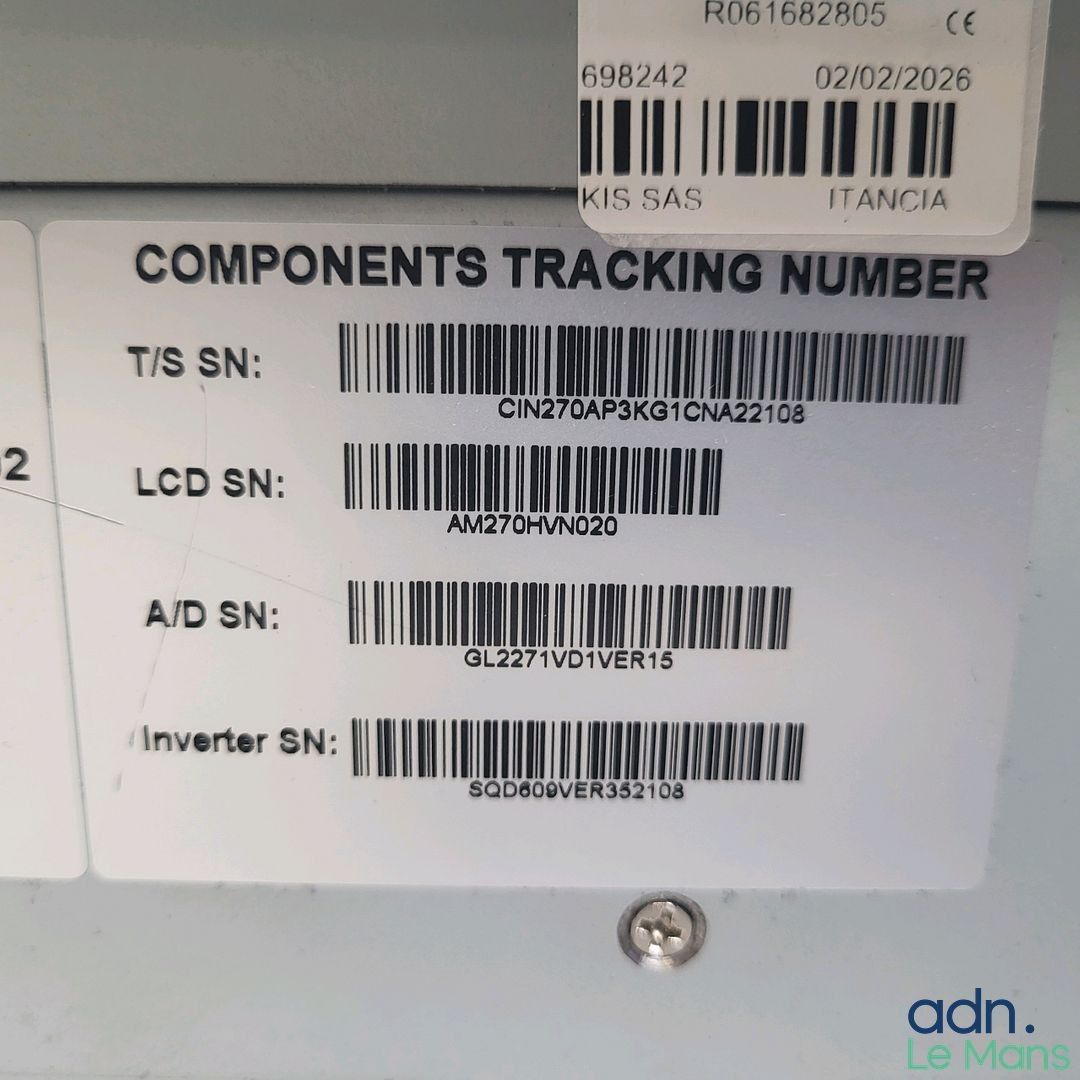 R061682805
CE
698242 02/02/2026
KIS SAS ITANCIA
COMPONENTS TRACKING NUMBER
T/S SN:
CIN270AP3KG1CNA22108
LCD SN:
AM270HVN020
02
A/D SN:
GL2271VD1VER15
Inverter SN:
SQD609VER352108
adn.
Le Mans